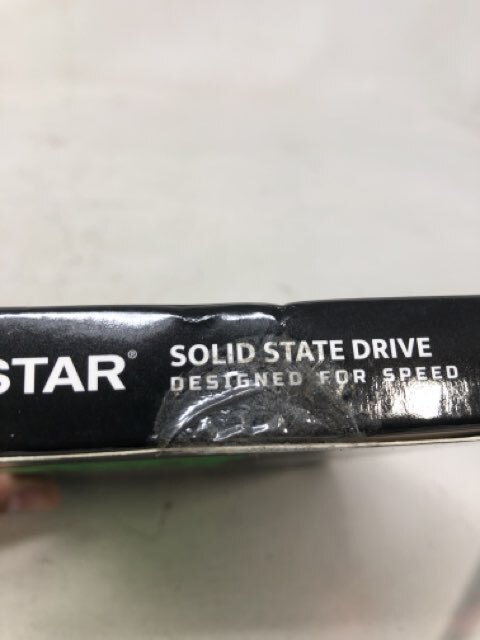 STAR®
SOLID STATE DRIVE
DESIGNED FOR SPEED